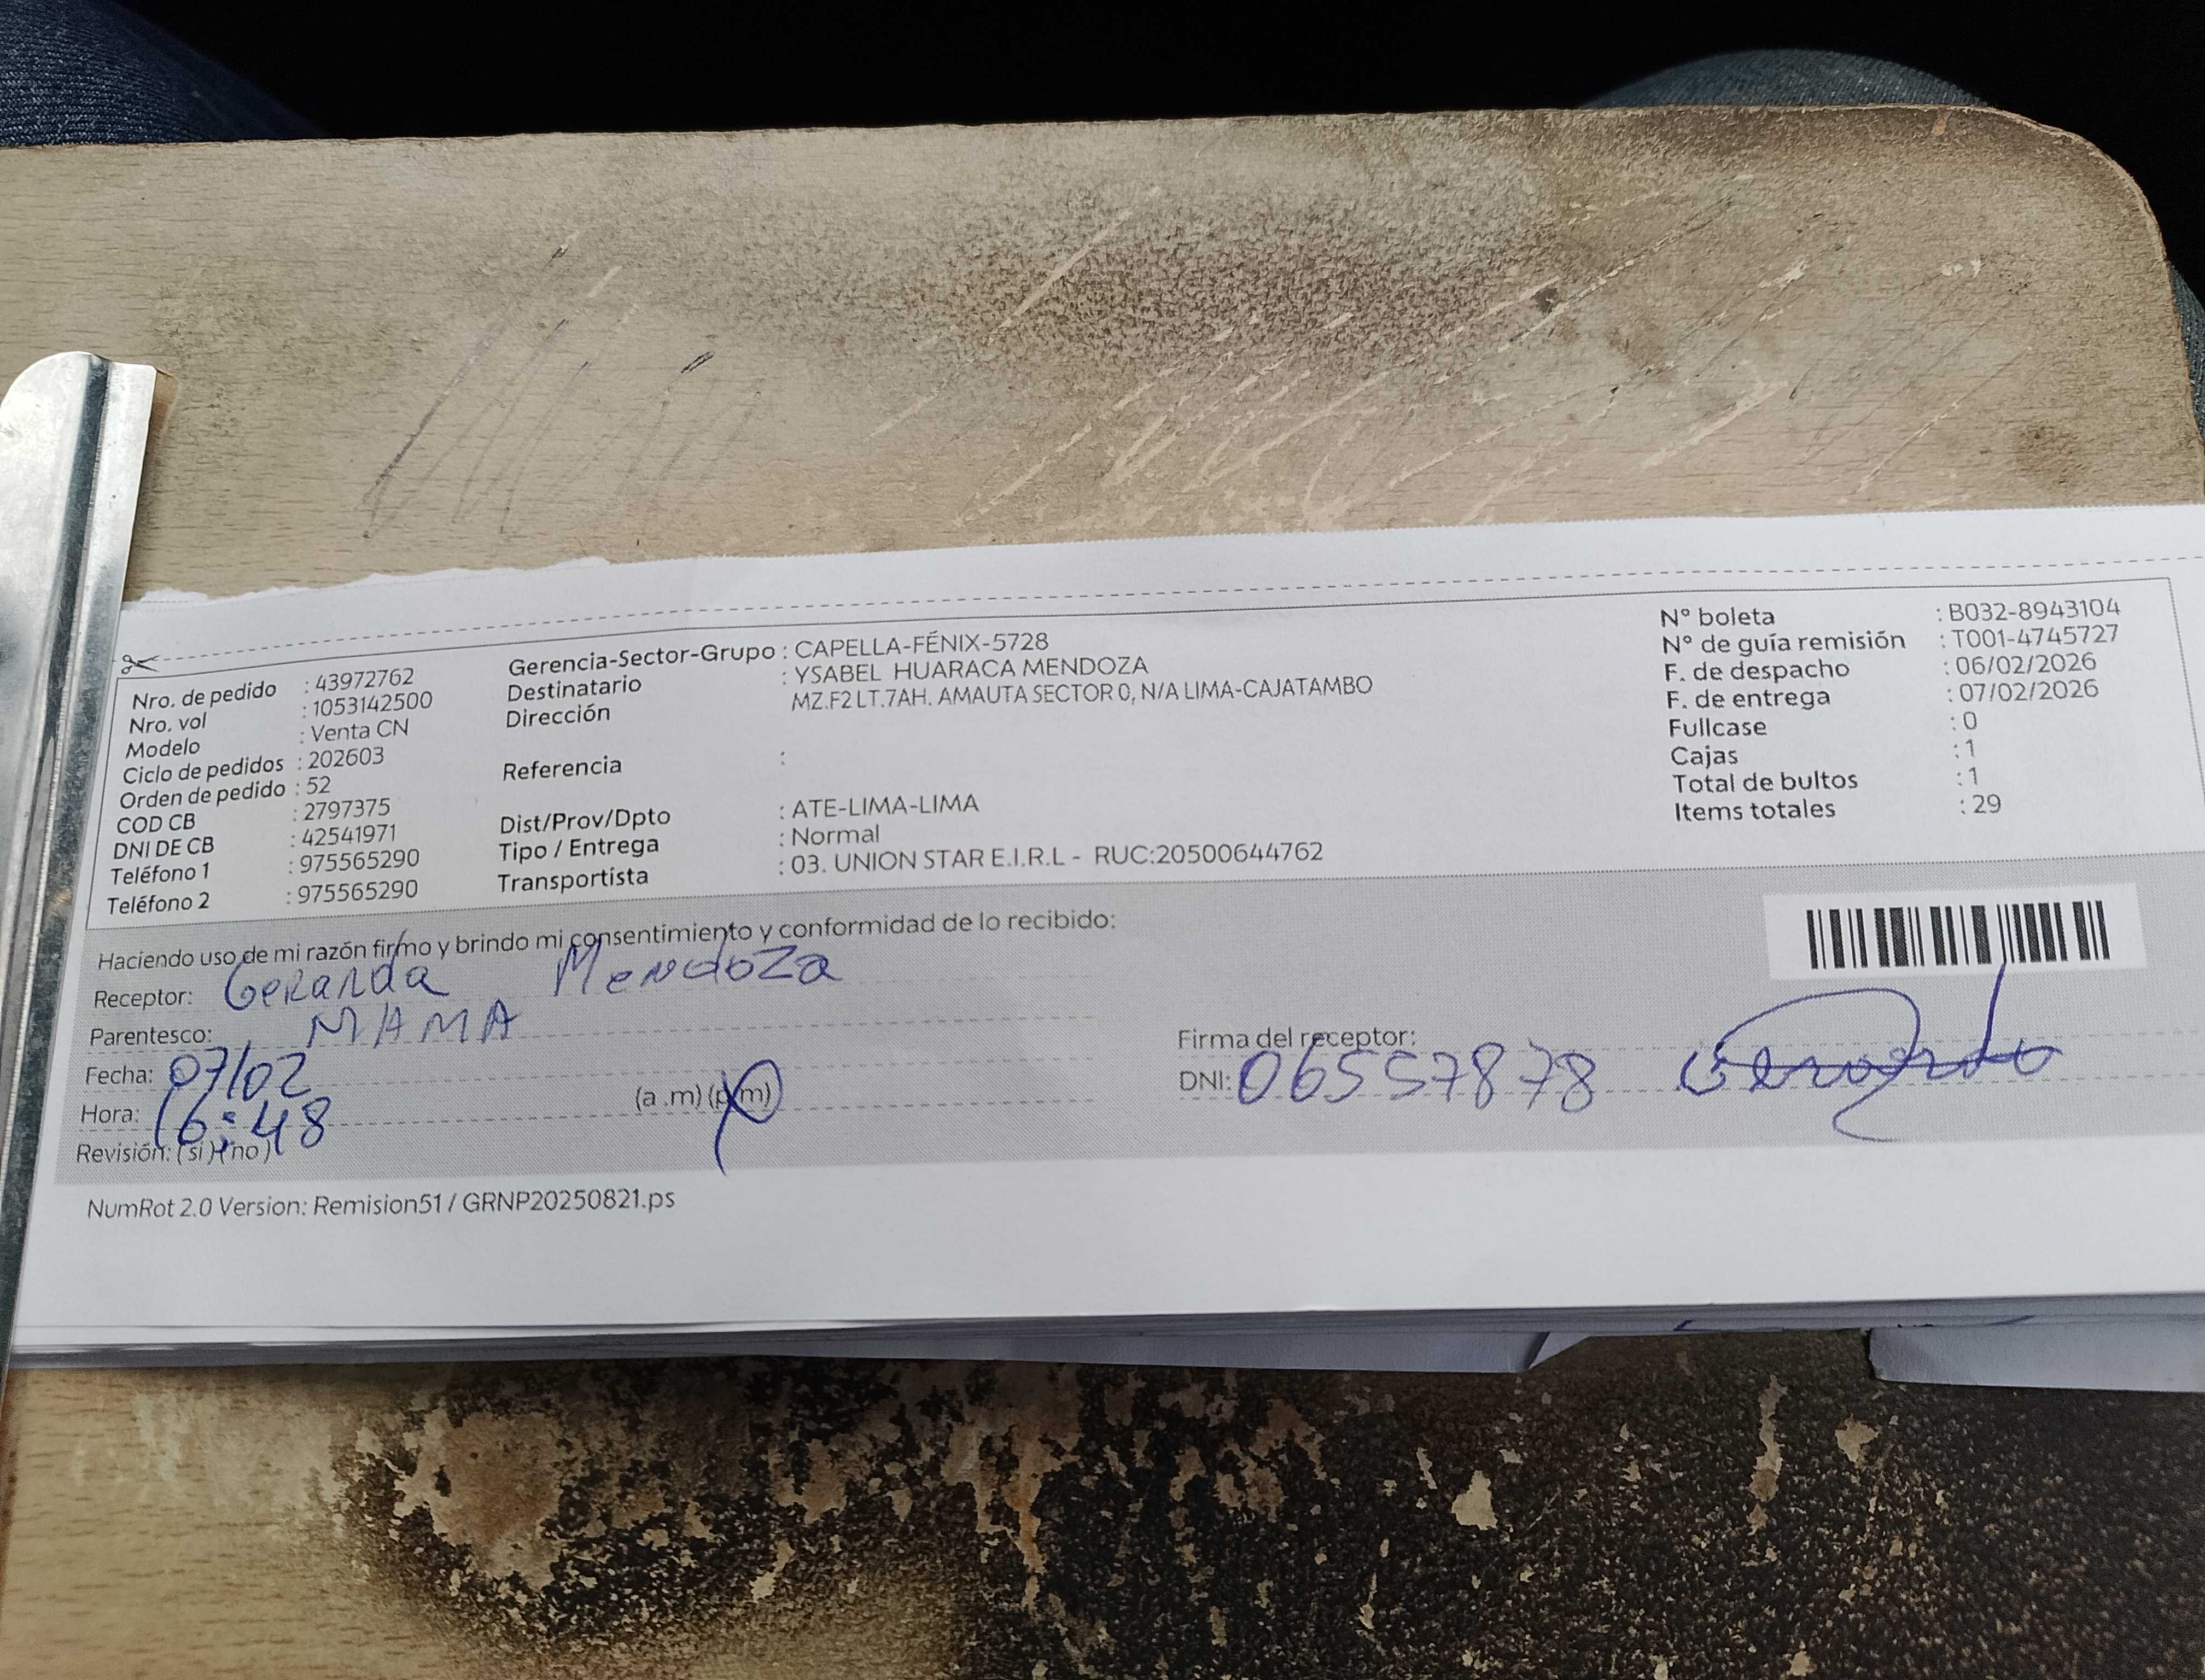 Nro. de pedido : 43972762
Nro. vol : 1053142500
Modelo : Venta CN
Ciclo de pedidos : 202603
Orden de pedido : 52
COD CB : 2797375
DNI DE CB : 42541971
Teléfono 1 : 975565290
Teléfono 2 : 975565290
Gerencia-Sector-Grupo : CAPELLA-FÉNIX-5728
Destinatario : YSABEL HUARACA MENDOZA
Dirección MZ.F2 LT.7AH. AMAUTA SECTOR 0, N/A LIMA-CAJATAMBO
Referencia :
Dist/Prov/Dpto : ATE-LIMA-LIMA
Tipo / Entrega : Normal
Transportista : 03. UNION STAR E.I.R.L - RUC:20500644762
N° boleta : B032-8943104
N° de guía remisión : T001-4745727
F. de despacho : 06/02/2026
F. de entrega : 07/02/2026
Fullcase : 0
Cajas : 1
Total de bultos : 1
Items totales : 29
Haciendo uso de mi razón firmo y brindo mi consentimiento y conformidad de lo recibido:
Receptor: Geranda Mendoza
Parentesco: MAMA
Fecha: 07/02
Hora: 16:48 (a .m) (p.m)
Revisión: (si) (no)
Firma del receptor:
DNI: 06557878
NumRot 2.0 Version: Remision51 / GRNP20250821.ps